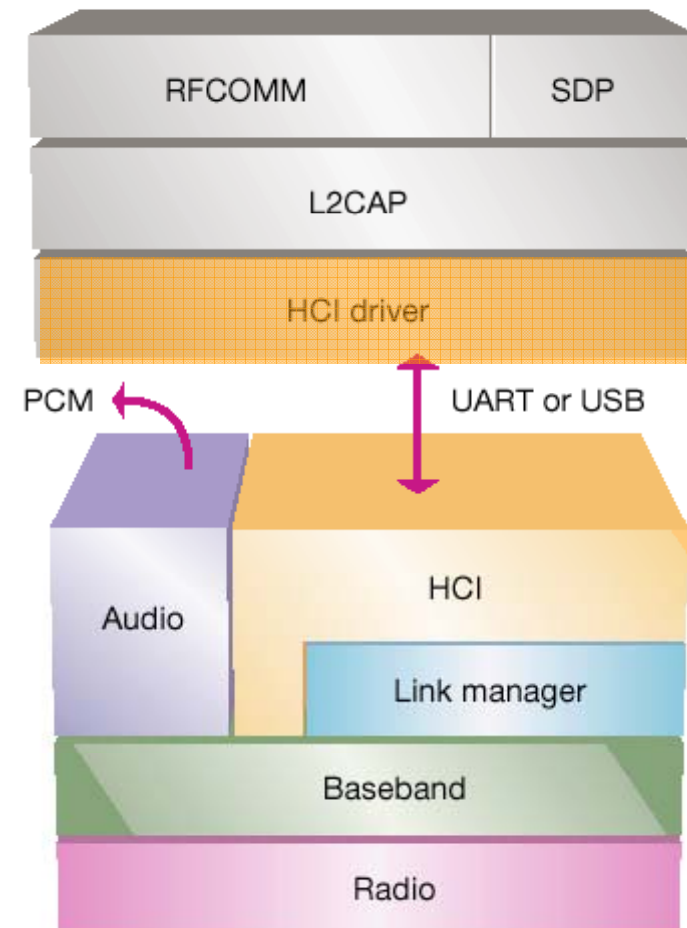 RFCOMM
SDP
L2CAP
HCI driver
PCM
UART or USB
HCI
Audio
Link manager
Baseband
Radio